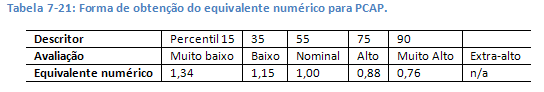 Tabela 7-21: Forma de obtenção do equivalente numérico para PCAP.
Descritor Percentil 15 35 55 75 90
Avaliação Muito baixo Baixo Nominal Alto Muito Alto Extra-alto
Equivalente numérico 1,34 1,15 1,00 0,88 0,76 n/a